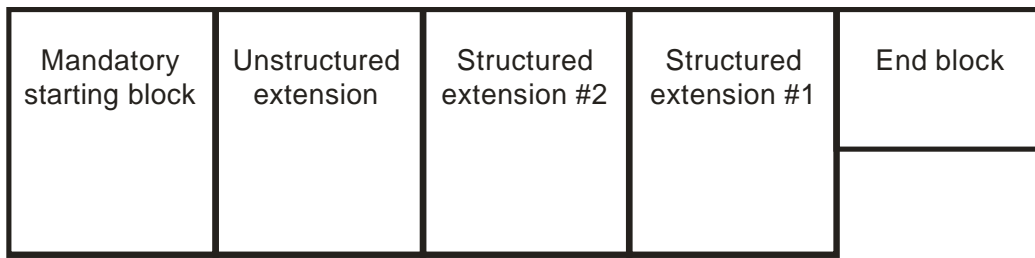 Mandatory
starting block
Unstructured
extension
Structured
extension #2
Structured
extension #1
End block